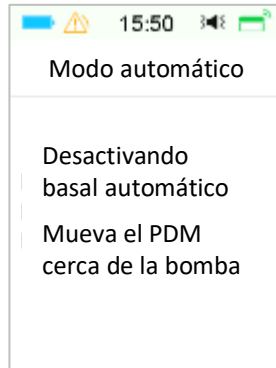 15:50
Modo automático
Desactivando
basal automático
Mueva el PDM
cerca de la bomba